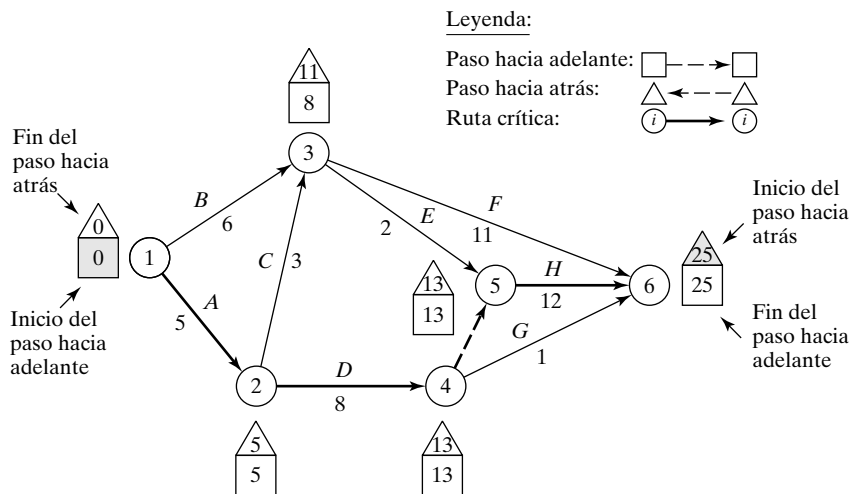 Leyenda:
Paso hacia adelante:
Paso hacia atrás:
Ruta crítica:
i
i
11
8
3
Fin del
paso hacia
atrás
0
0
1
Inicio del
paso hacia
adelante
B
6
C
3
A
5
E
2
F
11
13
13
5
H
12
6
25
25
Inicio del
paso hacia
atrás
Fin del
paso hacia
adelante
G
1
2
D
8
4
5
5
13
13